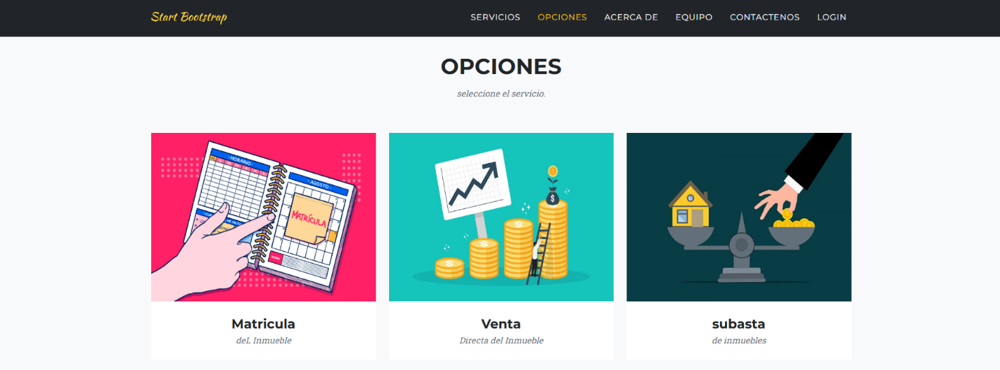 Start Bootstrap
SERVICIOS OPCIONES ACERCA DE EQUIPO CONTACTENOS LOGIN
OPCIONES
seleccione el servicio.
· HORARIO ·
· AGOSTO ·
MATRÍCULA
Matricula
deL Inmueble
Venta
Directa del Inmueble
subasta
de inmuebles